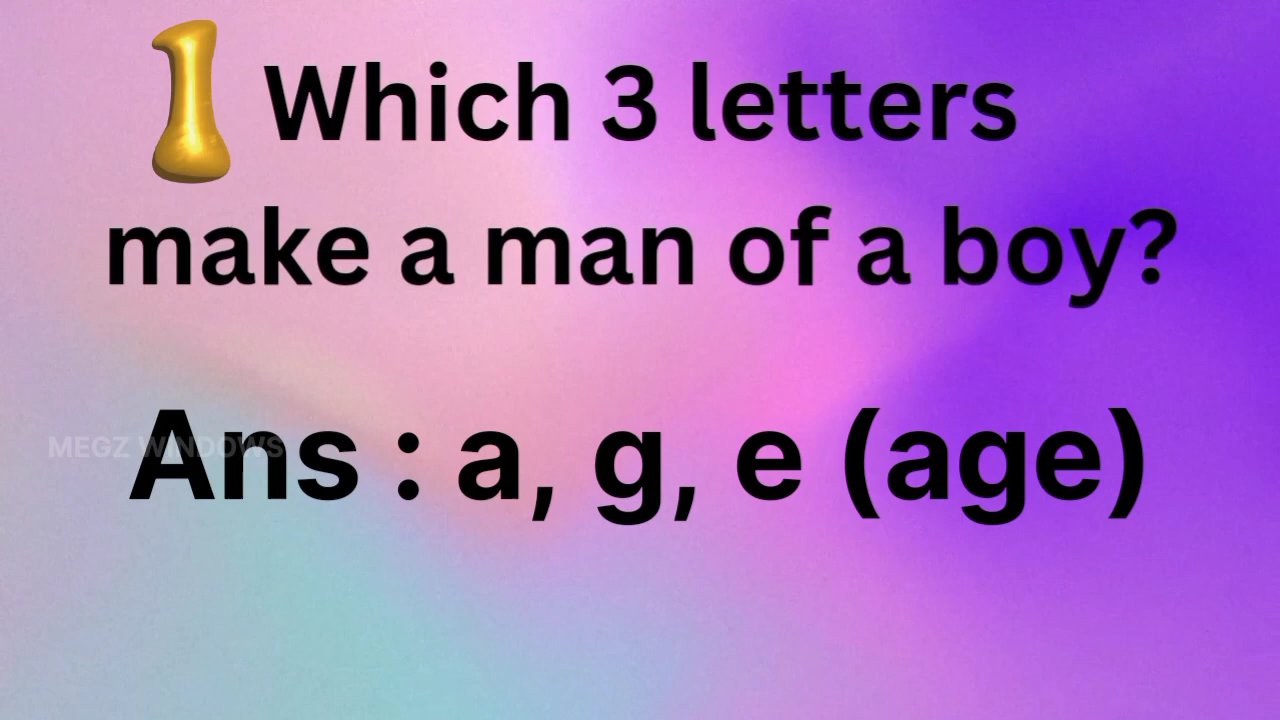 1 Which 3 letters
make a man of a boy?
MEGZ WINDOWS
Ans : a, g, e (age)